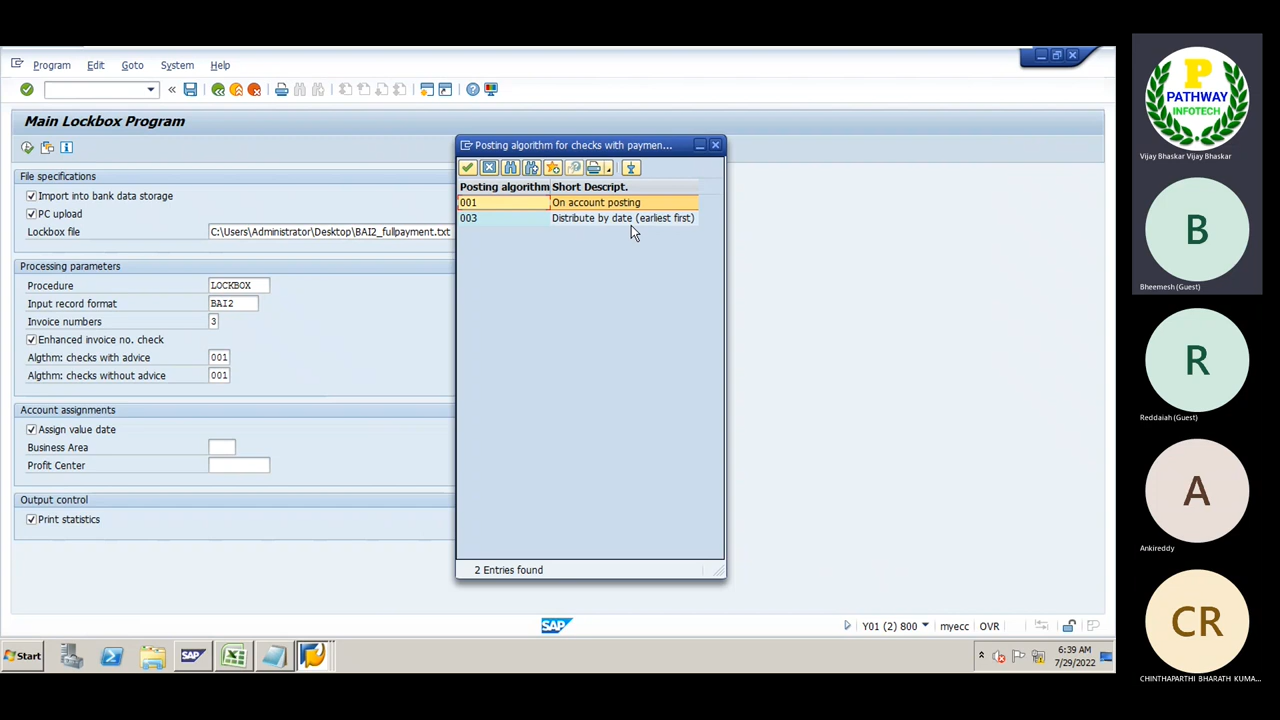 Program Edit Goto System Help
Main Lockbox Program
File specifications
Import into bank data storage
PC upload
Lockbox file C:\Users\Administrator\Desktop\BAI2_fullpayment.txt
Processing parameters
Procedure LOCKBOX
Input record format BAI2
Invoice numbers 3
Enhanced invoice no. check
Algthm: checks with advice 001
Algthm: checks without advice 001
Account assignments
Assign value date
Business Area
Profit Center
Output control
Print statistics
Posting algorithm for checks with paymen...
Posting algorithm Short Descript.
001 On account posting
003 Distribute by date (earliest first)
2 Entries found
SAP
Y01 (2) 800 myecc OVR
Start
SAP
6:39 AM
7/29/2022
P
PATHWAY
INFOTECH
Vijay Bhaskar Vijay Bhaskar
B
Bheemesh (Guest)
R
Reddaiah (Guest)
A
Ankireddy
CR
CHINTHAPARTHI BHARATH KUMA...